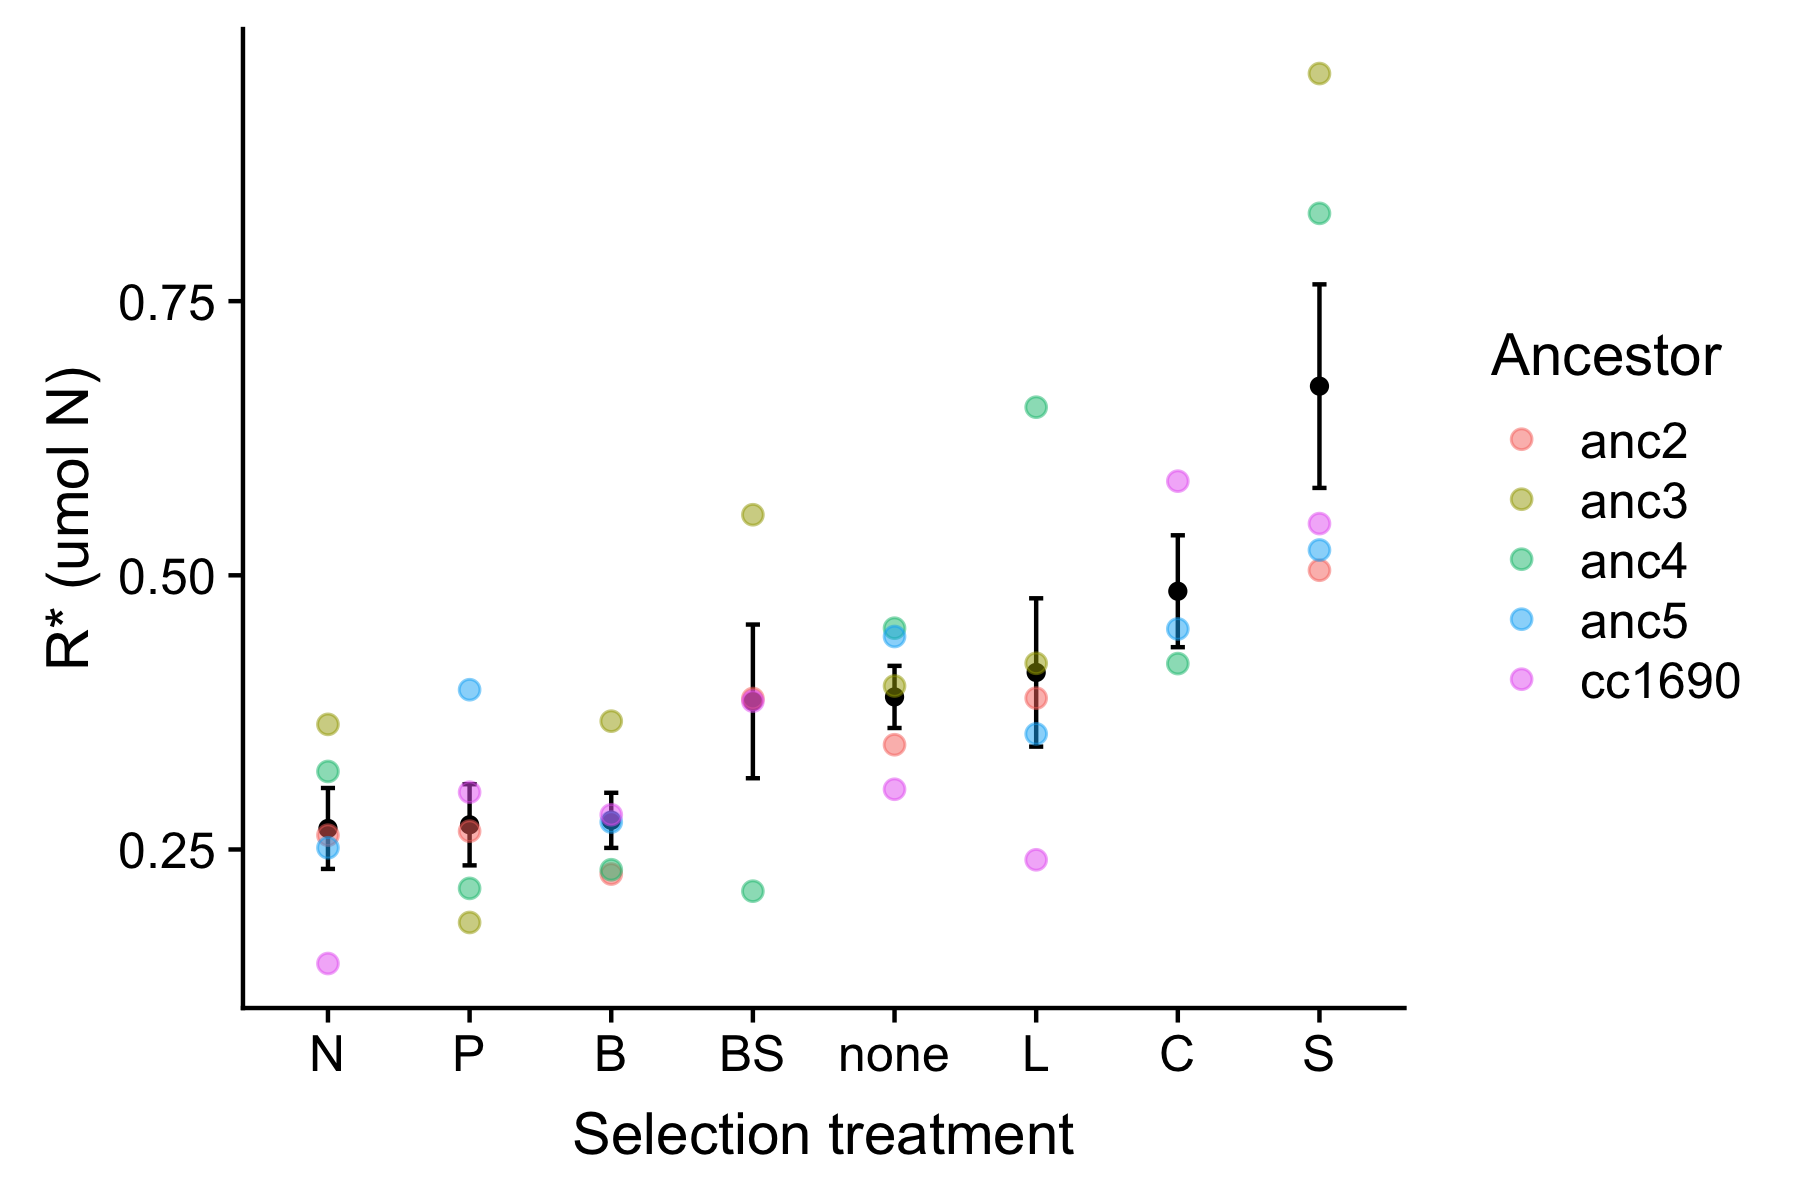 R* (umol N)
0.75
0.50
0.25
N P B BS none L C S
Selection treatment
Ancestor
anc2
anc3
anc4
anc5
cc1690